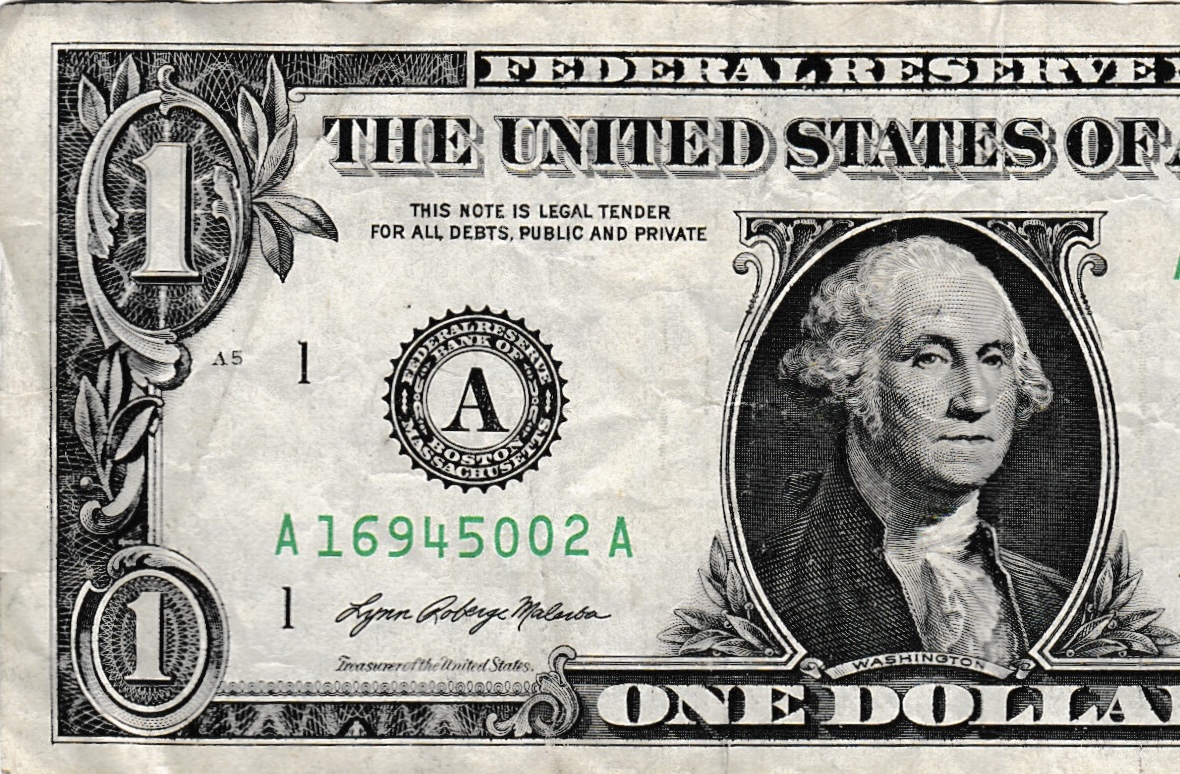 FEDERAL RESERVE
THE UNITED STATES OF
THIS NOTE IS LEGAL TENDER
FOR ALL DEBTS, PUBLIC AND PRIVATE
1
A5
1
FEDERAL RESERVE
BANK OF
A
BOSTON
MASSACHUSETTS
A 16945002 A
1
1
Lynn Roberge Malerba
Treasurer of the United States.
WASHINGTON
ONE DOLLA